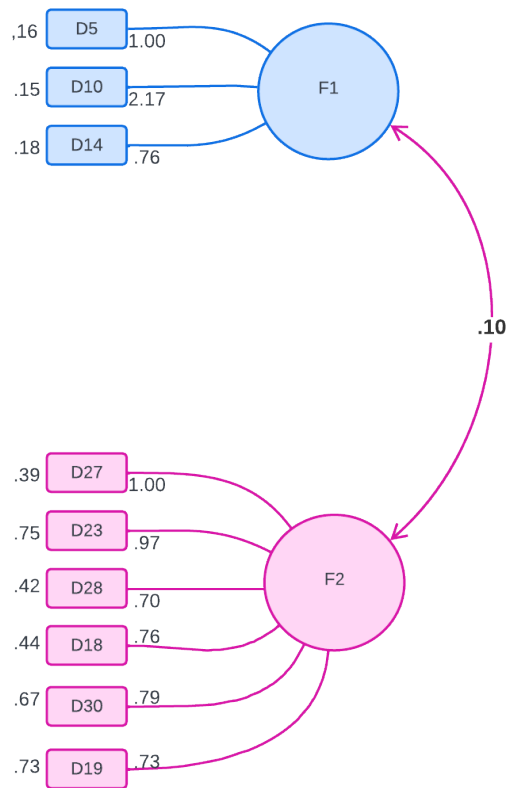 ,16 D5 1.00
F1
.15 D10 2.17
.18 D14 .76
.10
.39 D27 1.00
.75 D23 .97
F2
.42 D28 .70
.44 D18 .76
.67 D30 .79
.73 D19 .73